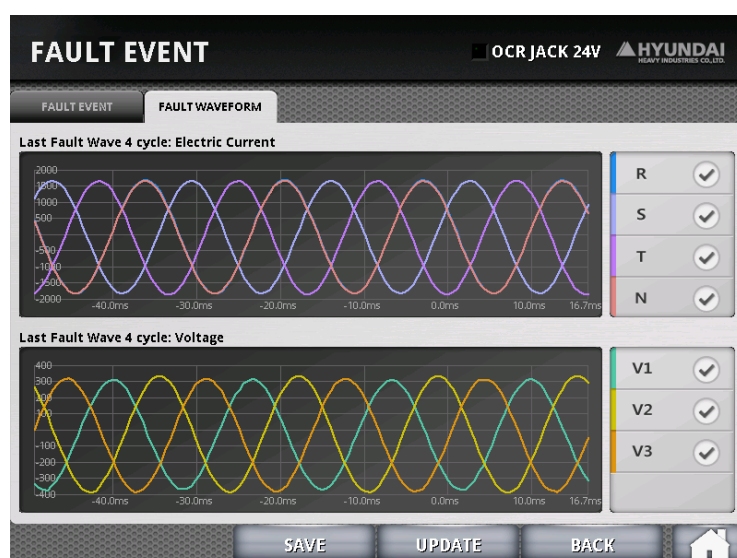 FAULT EVENT
OCR JACK 24V
HYUNDAI
HEAVY INDUSTRIES CO.,LTD.
FAULT EVENT
FAULT WAVEFORM
Last Fault Wave 4 cycle: Electric Current
2000
1500
1000
500
-500
-1000
-1500
-2000
-40.0ms -30.0ms -20.0ms -10.0ms 0.0ms 10.0ms 16.7ms
R
S
T
N
Last Fault Wave 4 cycle: Voltage
400
300
200
100
-100
-200
-300
-400
-40.0ms -30.0ms -20.0ms -10.0ms 0.0ms 10.0ms 16.7ms
V1
V2
V3
SAVE UPDATE BACK